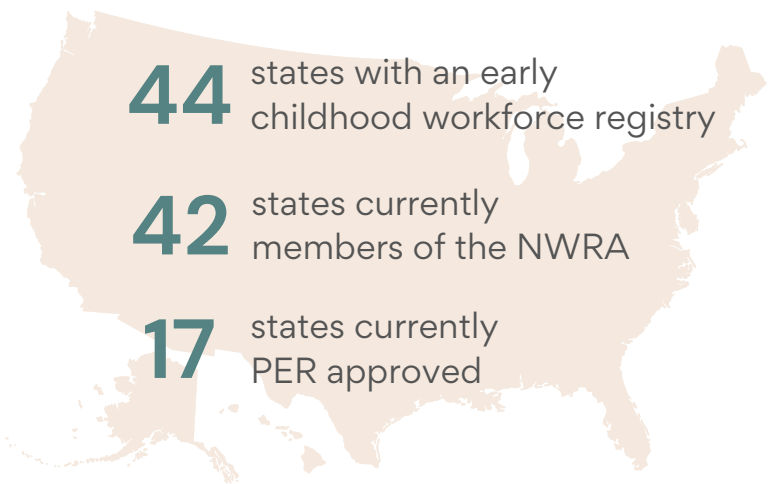 44 states with an early
childhood workforce registry
42 states currently
members of the NWRA
17 states currently
PER approved